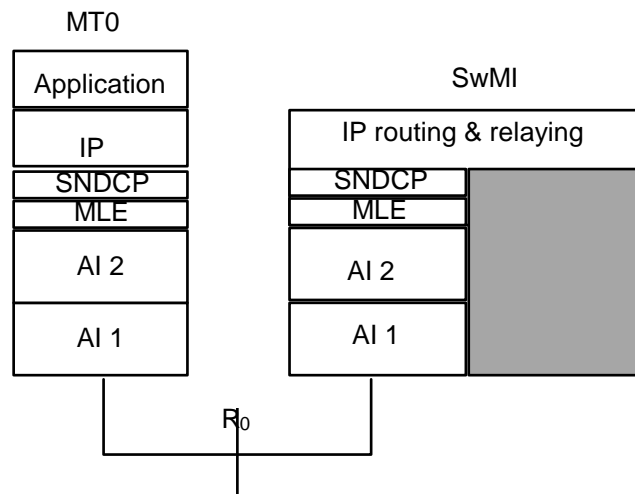 MT0
Application
IP
SNDCP
MLE
AI 2
AI 1
SwMI
IP routing & relaying
SNDCP
MLE
AI 2
AI 1
R0